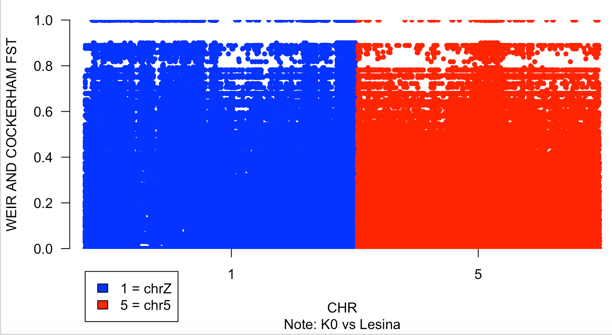 WEIR AND COCKERHAM FST
1.0
0.8
0.6
0.4
0.2
0.0
1
5
1 = chrZ
5 = chr5
CHR
Note: K0 vs Lesina